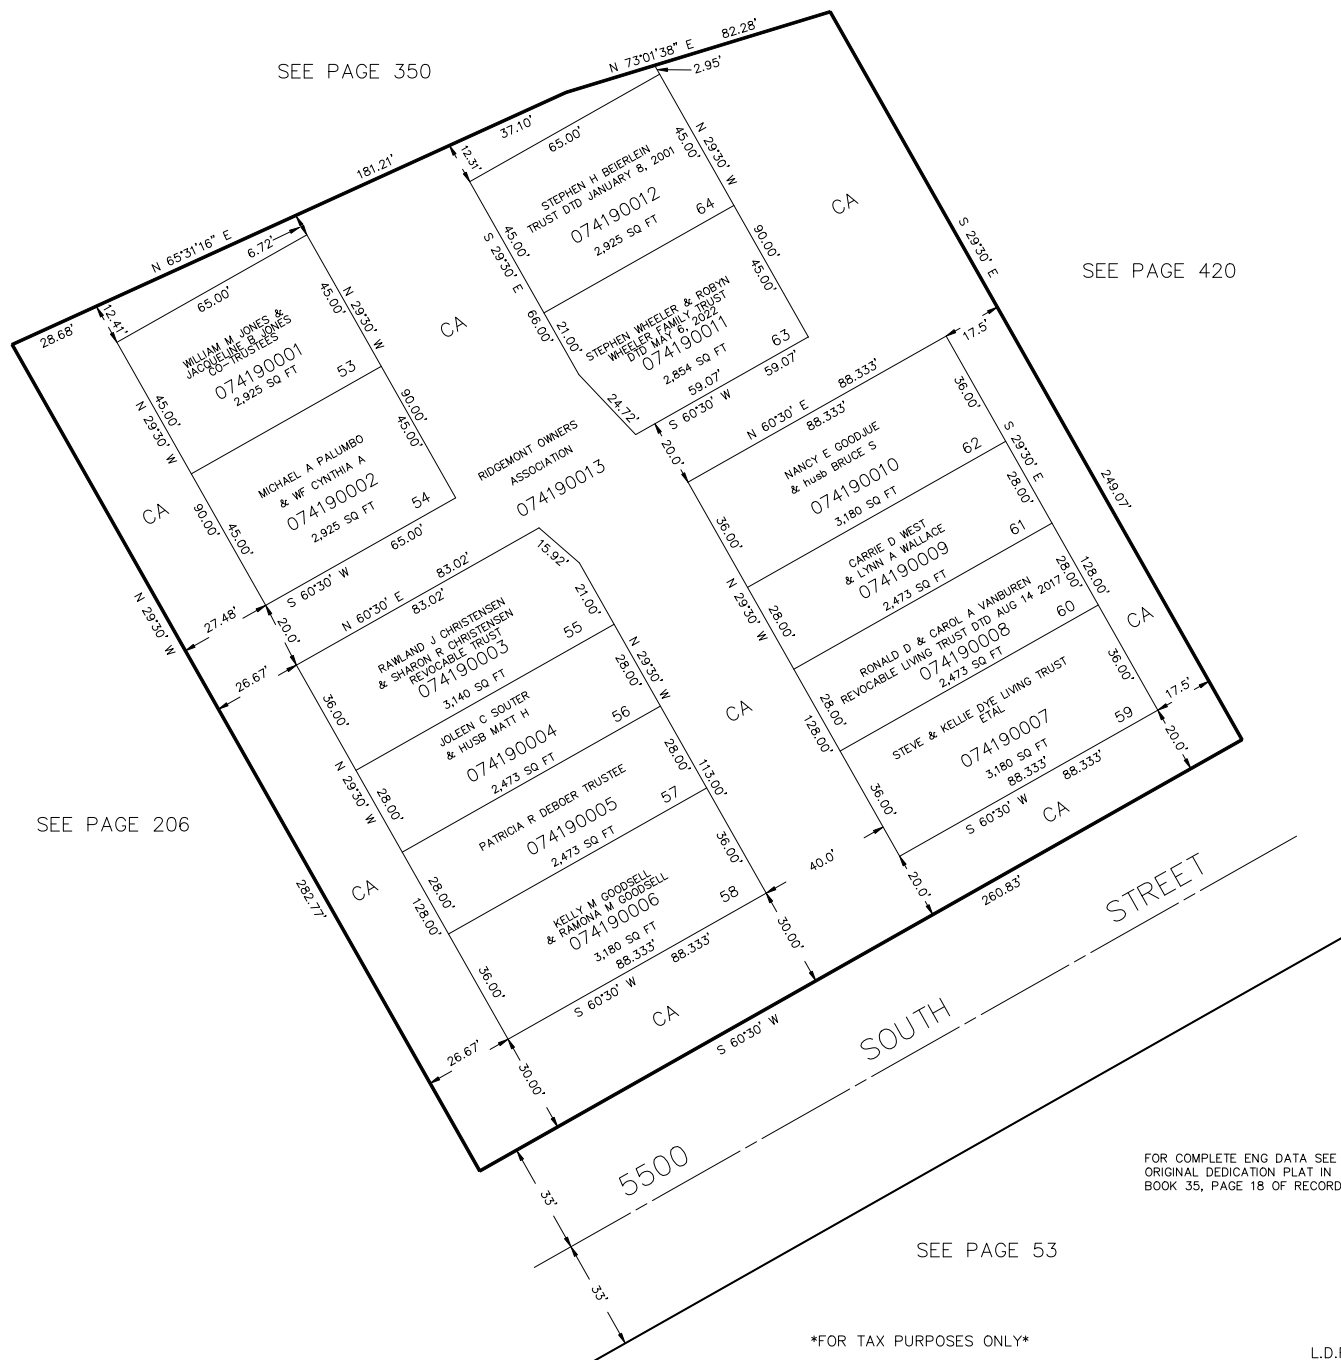 SEE PAGE 350
N 73°01'38" E
82.28'
2.95'
37.10'
181.21'
N 65°31'16" E
28.68'
12.41'
6.72'
65.00'
12.31'
65.00'
45.00'
N 29°30' W
STEPHEN H BEIERLEIN
TRUST DTD JANUARY 8, 2001
074190012
2,925 SQ FT
64
CA
S 29°30' E
SEE PAGE 420
45.00'
S 29°30' E
66.00'
90.00'
45.00'
45.00'
N 29°30' W
WILLIAM M JONES &
JACQUELINE B JONES
CO-TRUSTEES
074190001
2,925 SQ FT
53
CA
21.00'
STEPHEN WHEELER & ROBYN
WHEELER FAMILY TRUST
DTD MAY 6, 2022
074190011
2,854 SQ FT
63
59.07'
59.07'
S 60°30' W
24.72'
17.5'
45.00'
N 29°30' W
90.00'
90.00'
45.00'
MICHAEL A PALUMBO
& WF CYNTHIA A
074190002
2,925 SQ FT
54
45.00'
65.00'
S 60°30' W
CA
RIDGEMONT OWNERS
ASSOCIATION
074190013
20.0'
N 60°30' E
88.333'
88.333'
36.00'
S 29°30' E
NANCY E GOODJUE
& husb BRUCE S
074190010
3,180 SQ FT
62
36.00'
249.07'
N 29°30' W
27.48'
20.0'
N 60°30' E
83.02'
83.02'
15.92'
21.00'
RAWLAND J CHRISTENSEN
& SHARON R CHRISTENSEN
REVOCABLE TRUST
074190003
3,140 SQ FT
55
28.00'
CARRIE D WEST
& LYNN A WALLACE
074190009
2,473 SQ FT
61
N 29°30' W
28.00'
28.00'
128.00'
RONALD D & CAROL A VANBUREN
REVOCABLE LIVING TRUST DTD AUG 14 2017
074190008
2,473 SQ FT
60
CA
26.67'
36.00'
N 29°30' W
28.00'
JOLEEN C SOUTER
& HUSB MATT H
074190004
2,473 SQ FT
56
CA
28.00'
128.00'
36.00'
STEVE & KELLIE DYE LIVING TRUST
ETAL
074190007
3,180 SQ FT
59
88.333'
88.333'
S 60°30' W
17.5'
20.0'
N 29°30' W
28.00'
28.00'
113.00'
PATRICIA R DEBOER TRUSTEE
074190005
2,473 SQ FT
57
36.00'
CA
SEE PAGE 206
282.77'
CA
28.00'
128.00'
36.00'
KELLY M GOODSELL
& RAMONA M GOODSELL
074190006
3,180 SQ FT
58
88.333'
88.333'
S 60°30' W
36.00'
40.0'
20.0'
260.83'
30.00'
CA
26.67'
30.00'
S 60°30' W
5500 SOUTH STREET
33'
33'
FOR COMPLETE ENG DATA SEE
ORIGINAL DEDICATION PLAT IN
BOOK 35, PAGE 18 OF RECORD
SEE PAGE 53
*FOR TAX PURPOSES ONLY*